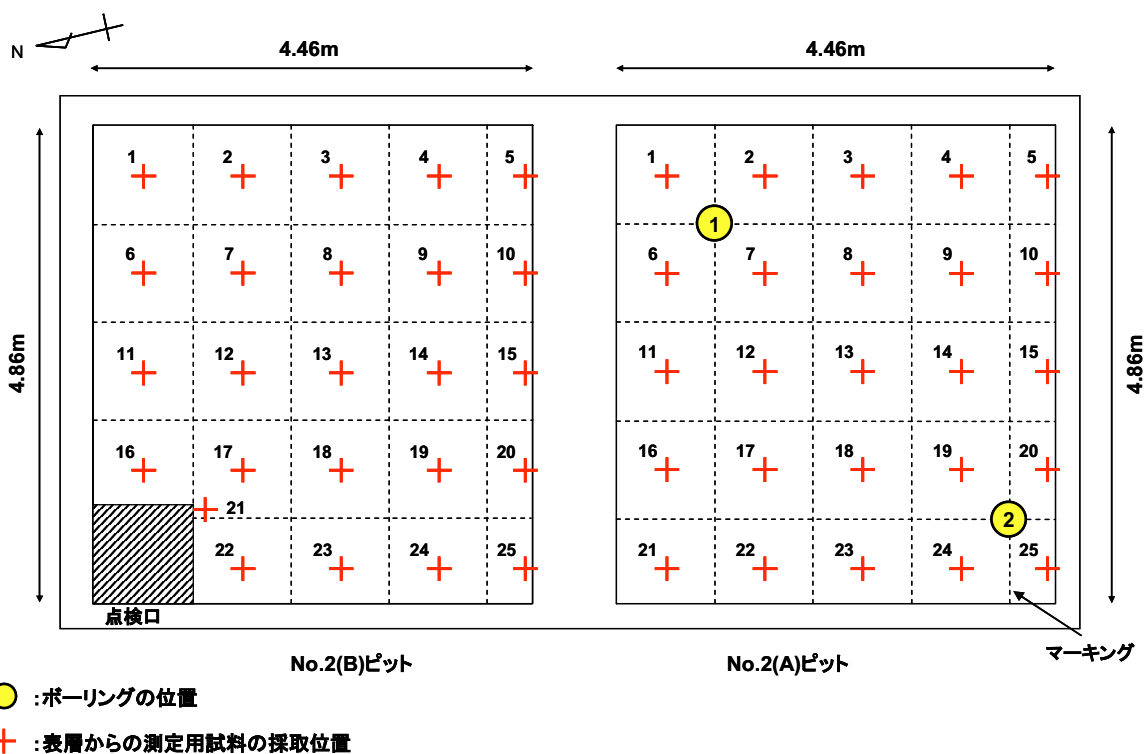 N
4.46m
4.46m
1 2 3 4 5
1 2 3 4 5
1
6 7 8 9 10
6 7 8 9 10
4.86m
4.86m
11 12 13 14 15
11 12 13 14 15
16 17 18 19 20
16 17 18 19 20
21
2
22 23 24 25
21 22 23 24 25
点検口
マーキング
No.2(B)ピット
No.2(A)ピット
:ボーリングの位置
:表層からの測定用試料の採取位置